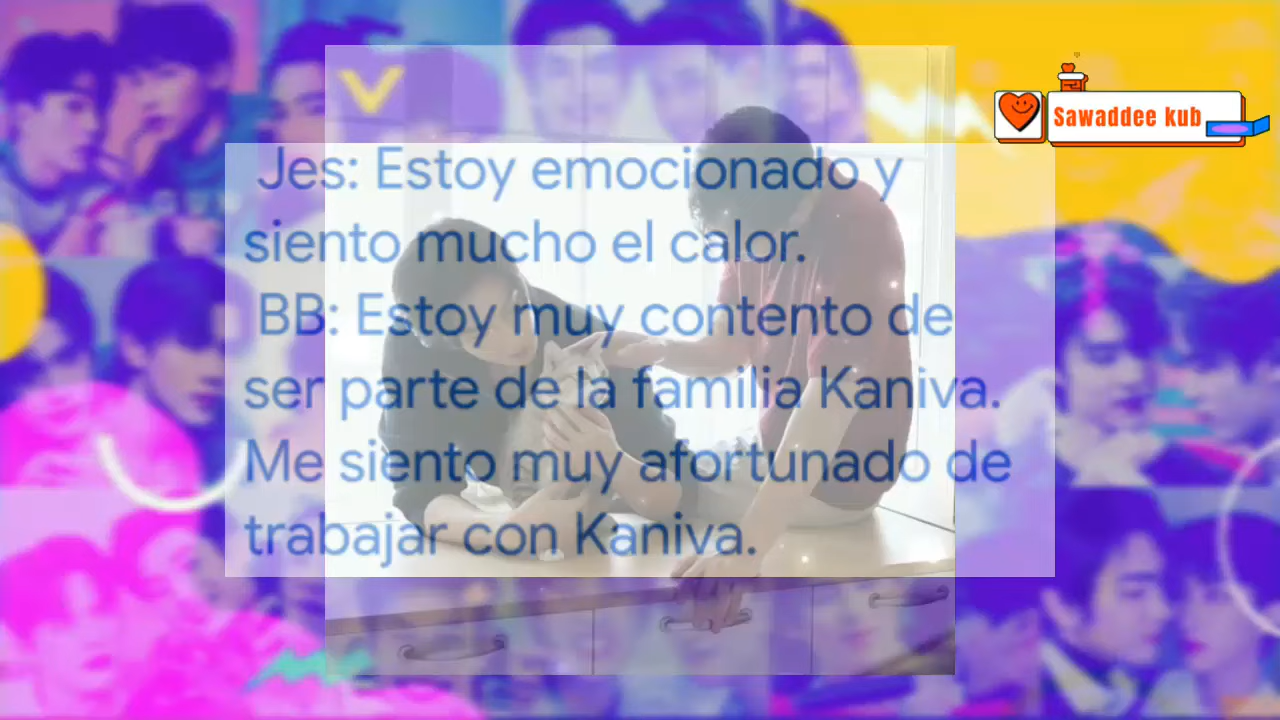 Sawaddee kub
Jes: Estoy emocionado y
siento mucho el calor.
BB: Estoy muy contento de
ser parte de la familia Kaniva.
Me siento muy afortunado de
trabajar con Kaniva.